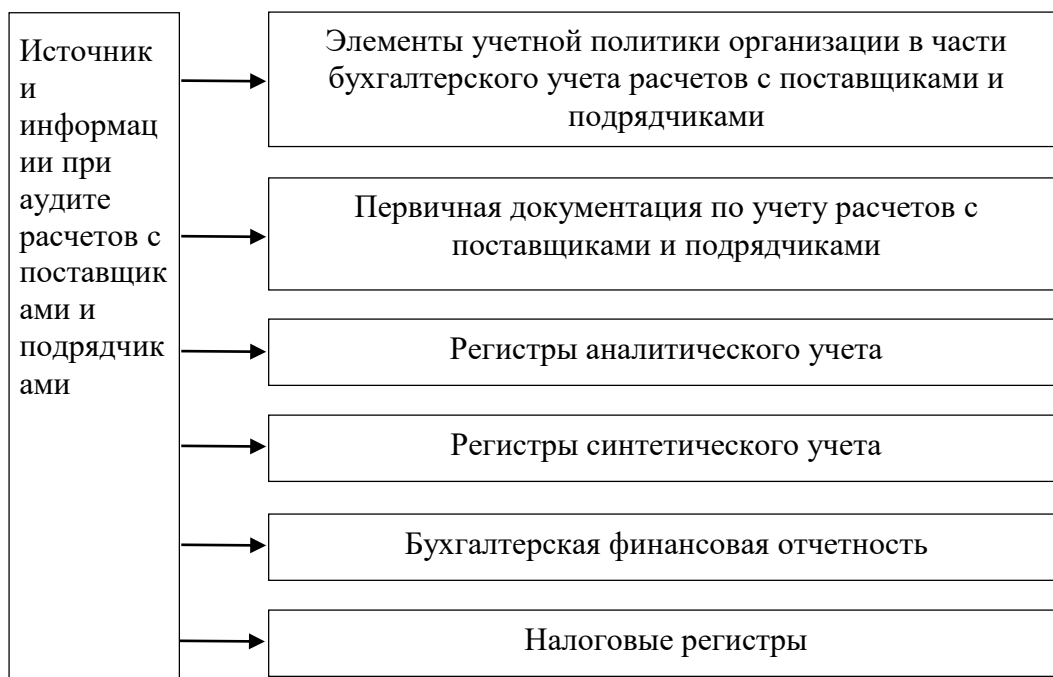 Источник
и
информац
ии при
аудите
расчетов с
поставщик
ами и
подрядчик
ами
Элементы учетной политики организации в части
бухгалтерского учета расчетов с поставщиками и
подрядчиками
Первичная документация по учету расчетов с
поставщиками и подрядчиками
Регистры аналитического учета
Регистры синтетического учета
Бухгалтерская финансовая отчетность
Налоговые регистры